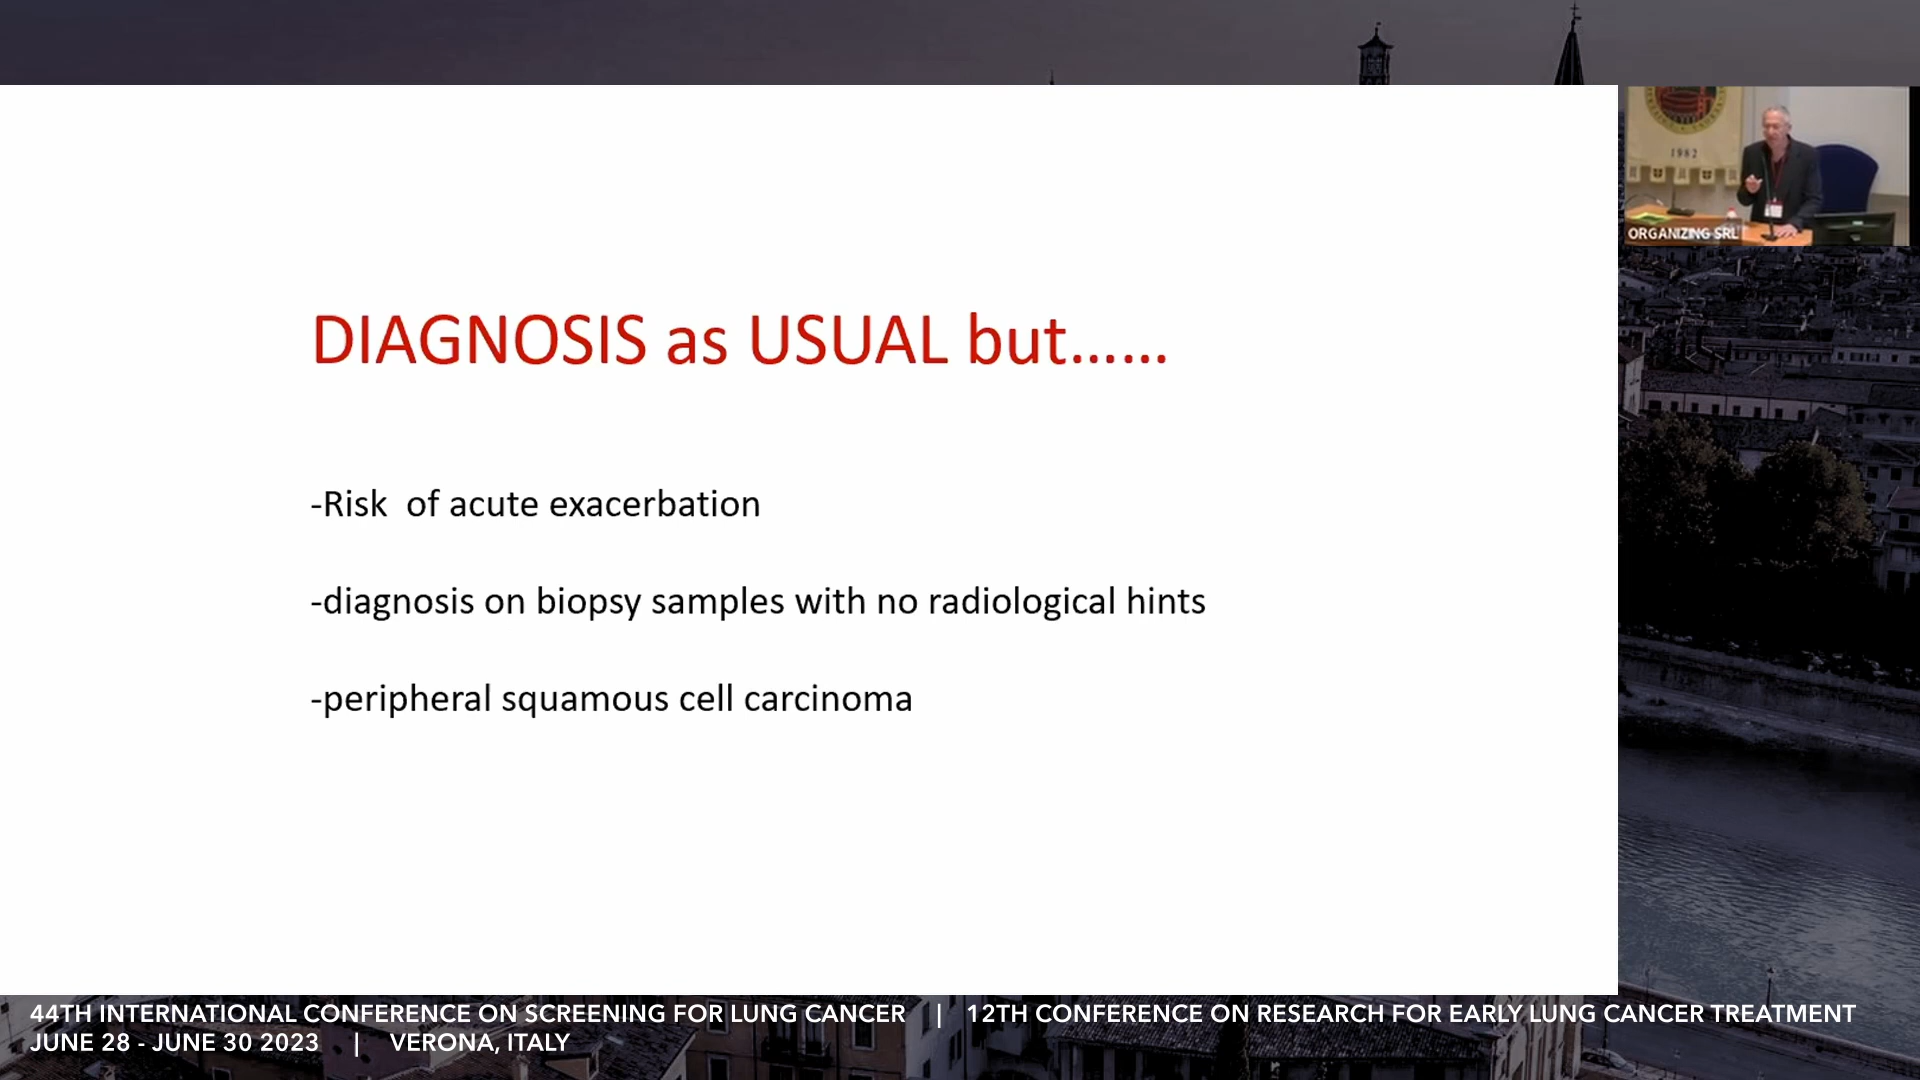 1982
ORGANIZING SRL
DIAGNOSIS as USUAL but......
-Risk  of acute exacerbation
-diagnosis on biopsy samples with no radiological hints
-peripheral squamous cell carcinoma
44TH INTERNATIONAL CONFERENCE ON SCREENING FOR LUNG CANCER | 12TH CONFERENCE ON RESEARCH FOR EARLY LUNG CANCER TREATMENT
JUNE 28 - JUNE 30 2023 | VERONA, ITALY